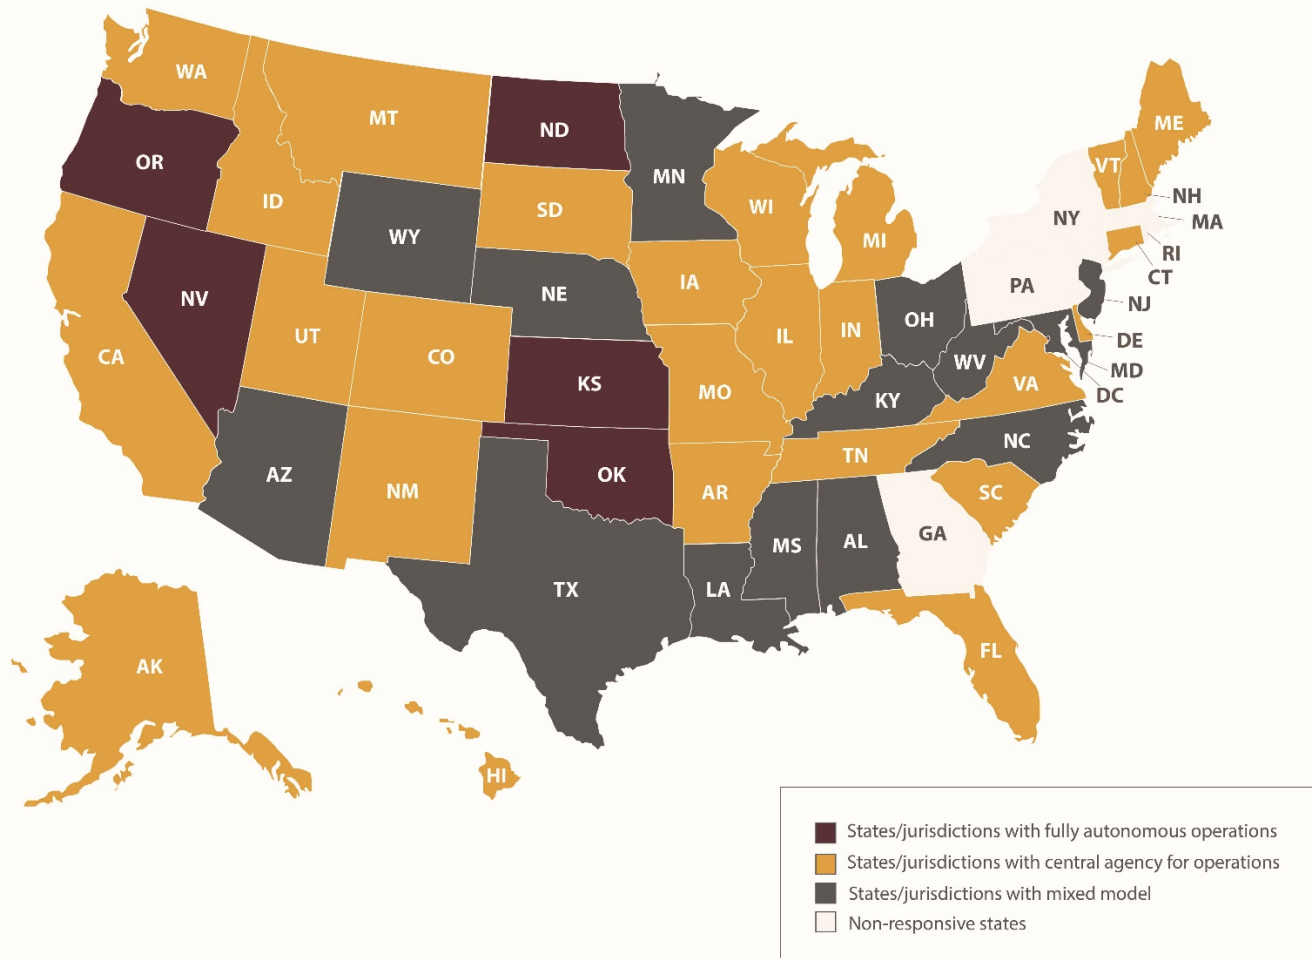 WA
MT
ND
MN
OR
ID
SD
WI
MI
ME
VT
NH
NY
MA
RI
CT
WY
NV
NE
IA
PA
NJ
UT
CO
IL
IN
OH
DE
CA
KS
MO
WV
MD
VA
DC
KY
AZ
NM
OK
AR
TN
NC
SC
TX
LA
MS
AL
GA
FL
AK
HI
States/jurisdictions with fully autonomous operations
States/jurisdictions with central agency for operations
States/jurisdictions with mixed model
Non-responsive states